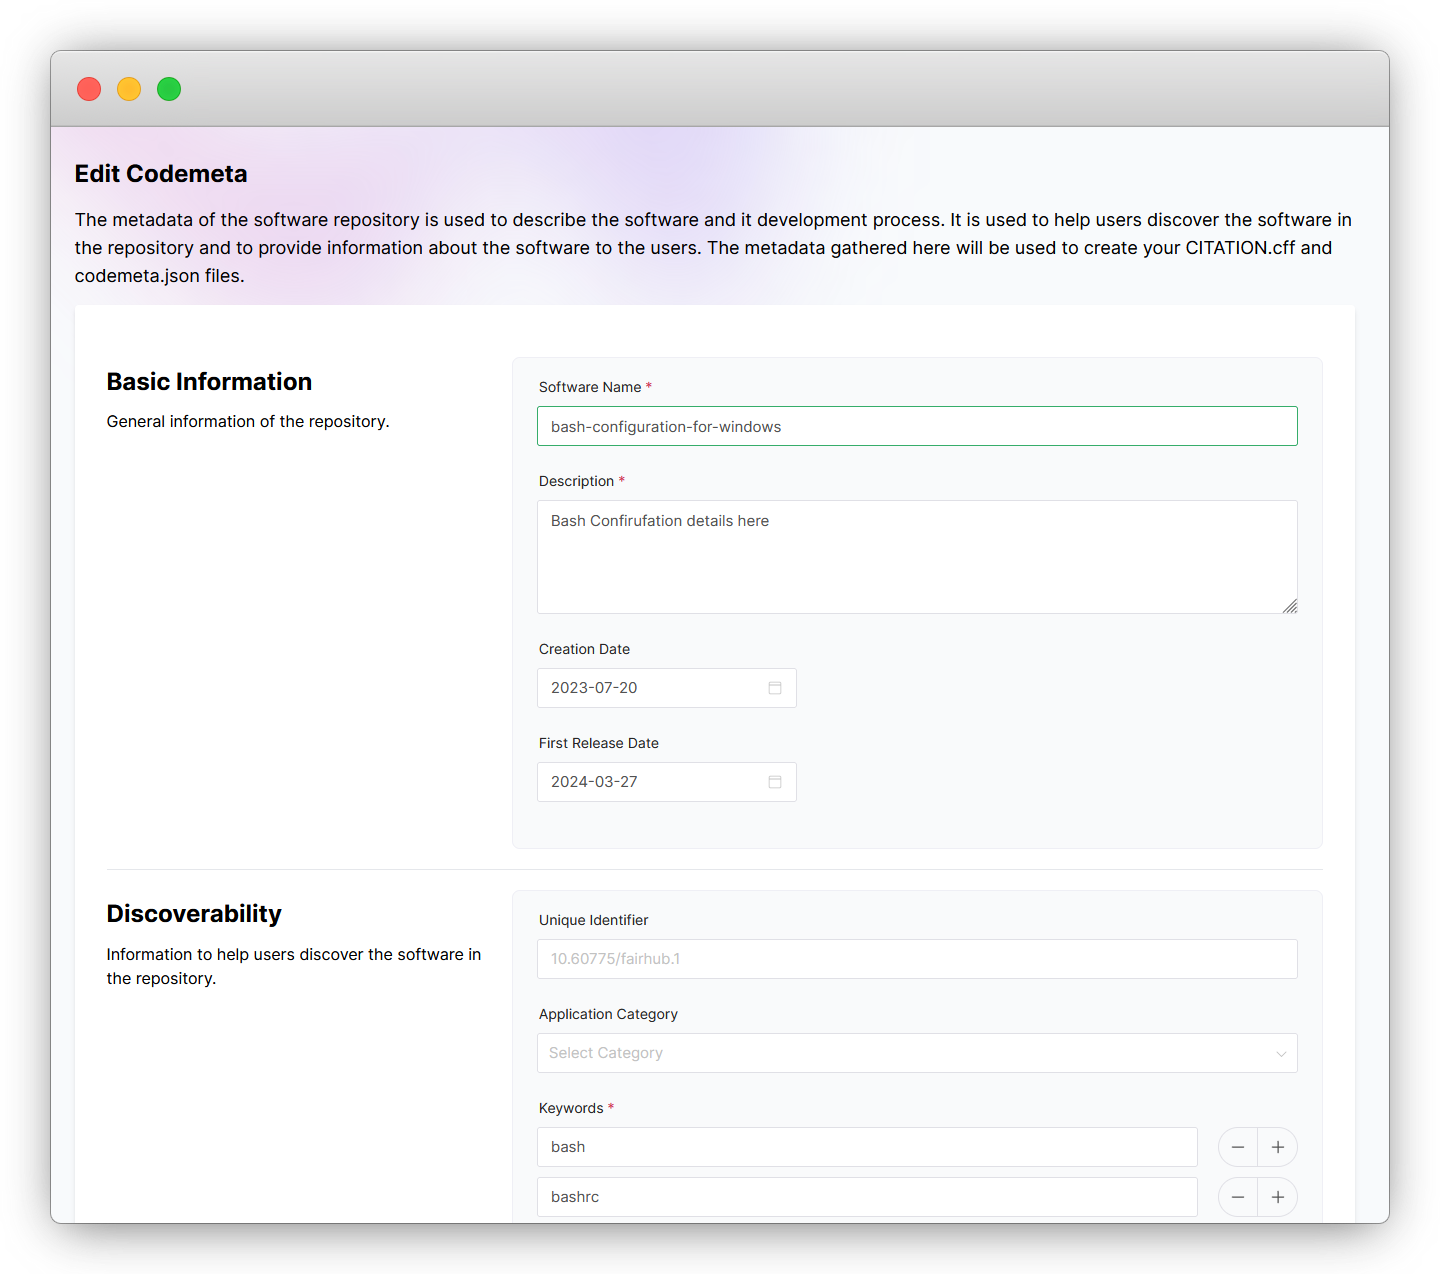 Edit Codemeta
The metadata of the software repository is used to describe the software and it development process. It is used to help users discover the software in
the repository and to provide information about the software to the users. The metadata gathered here will be used to create your CITATION.cff and
codemeta.json files.
Basic Information
General information of the repository.
Software Name *
bash-configuration-for-windows
Description *
Bash Confirufation details here
Creation Date
2023-07-20
First Release Date
2024-03-27
Discoverability
Information to help users discover the software in
the repository.
Unique Identifier
10.60775/fairhub.1
Application Category
Select Category
Keywords *
bash
bashrc